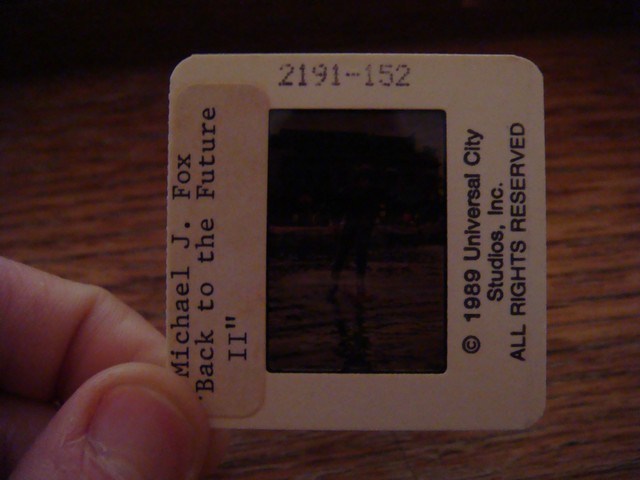 2191-152
Michael J. Fox
"Back to the Future
II"
© 1989 Universal City
Studios, Inc.
ALL RIGHTS RESERVED